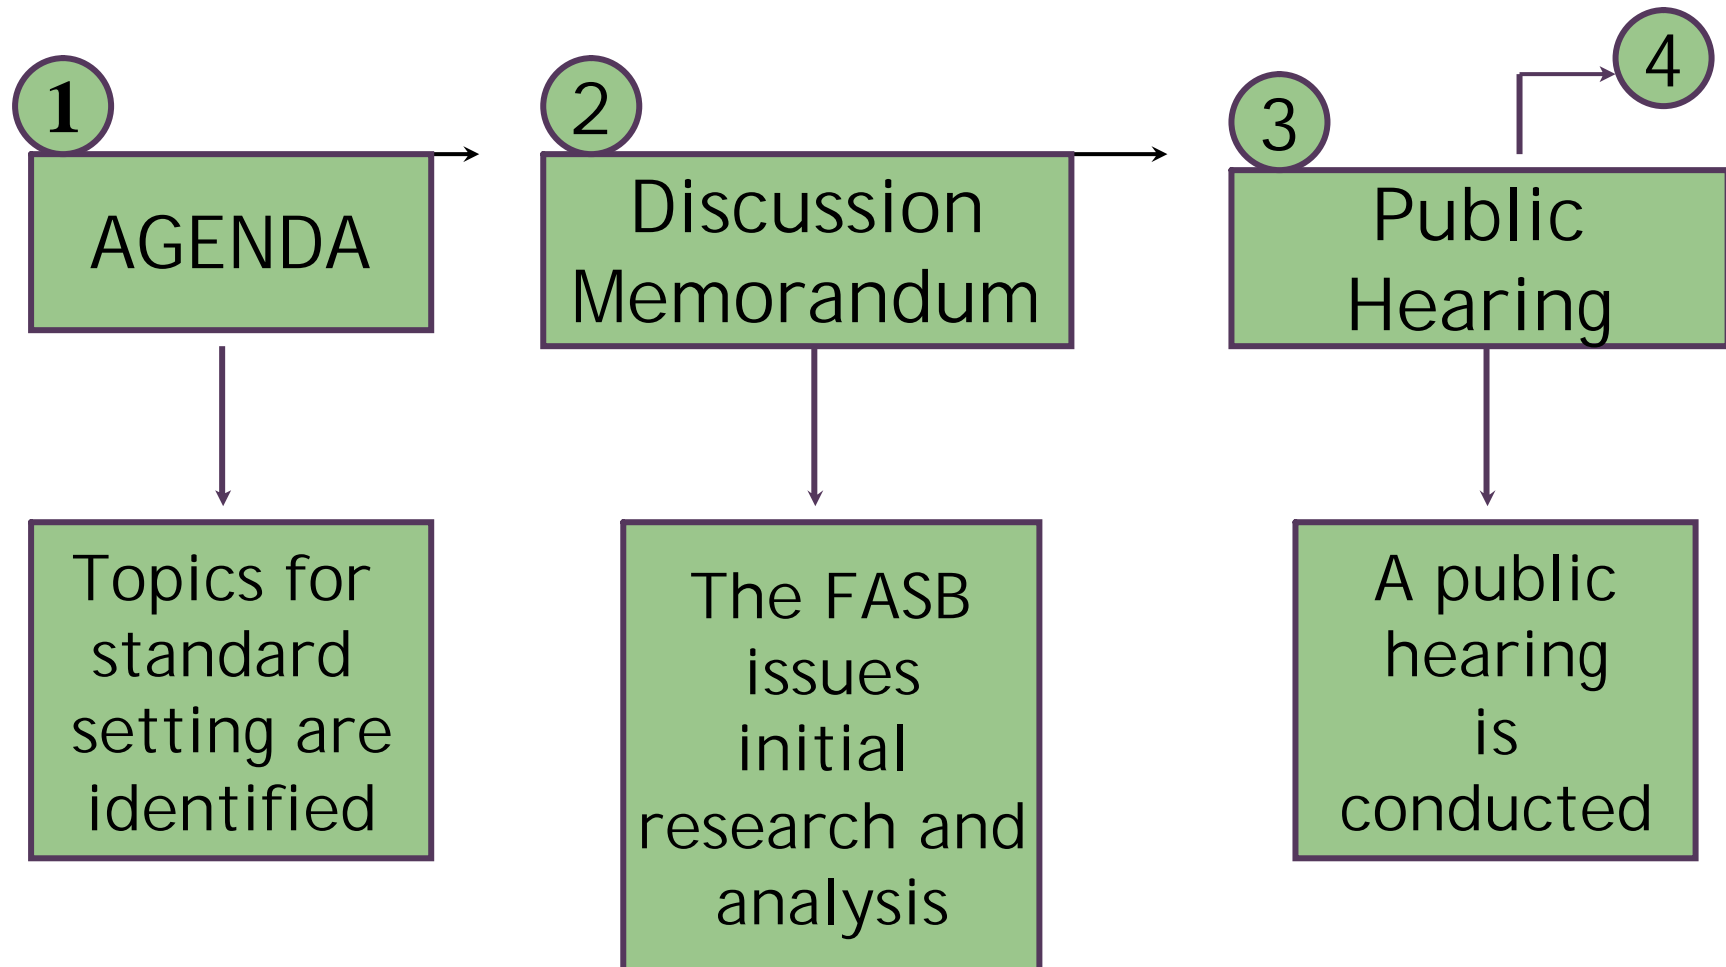 1
AGENDA
Topics for
standard
setting are
identified
2
Discussion
Memorandum
The FASB
issues
initial
research and
analysis
3
Public
Hearing
A public
hearing
is
conducted
4